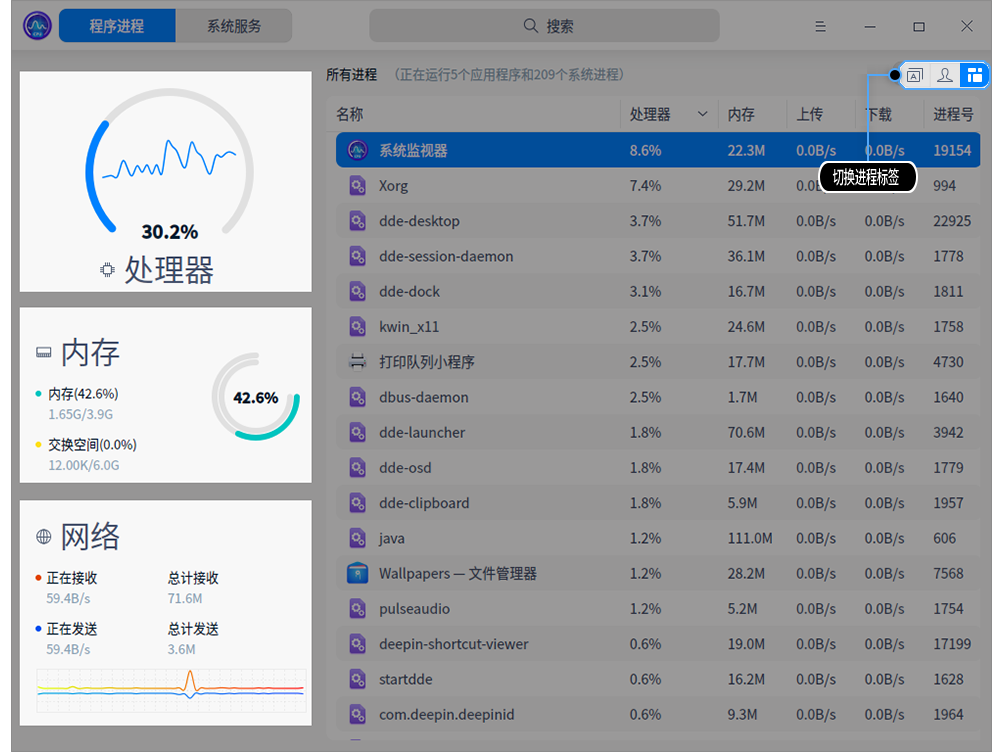 程序进程 系统服务 搜索
30.2%
处理器
内存
内存(42.6%)
1.65G/3.9G
交换空间(0.0%)
12.00K/6.0G
42.6%
网络
正在接收 总计接收
59.4B/s 71.6M
正在发送 总计发送
59.4B/s 3.6M
所有进程 （正在运行5个应用程序和209个系统进程）
名称 处理器 内存 上传 下载 进程号
系统监视器 8.6% 22.3M 0.0B/s 0.0B/s 19154
切换进程标签
Xorg 7.4% 29.2M 994
dde-desktop 3.7% 51.7M 0.0B/s 0.0B/s 22925
dde-session-daemon 3.7% 36.1M 0.0B/s 0.0B/s 1778
dde-dock 3.1% 16.7M 0.0B/s 0.0B/s 1811
kwin_x11 2.5% 24.6M 0.0B/s 0.0B/s 1758
打印队列小程序 2.5% 17.7M 0.0B/s 0.0B/s 4730
dbus-daemon 2.5% 1.7M 0.0B/s 0.0B/s 1640
dde-launcher 1.8% 70.6M 0.0B/s 0.0B/s 3942
dde-osd 1.8% 17.4M 0.0B/s 0.0B/s 1779
dde-clipboard 1.8% 5.9M 0.0B/s 0.0B/s 1957
java 1.2% 111.0M 0.0B/s 0.0B/s 606
Wallpapers — 文件管理器 1.2% 28.2M 0.0B/s 0.0B/s 7568
pulseaudio 1.2% 5.2M 0.0B/s 0.0B/s 1754
deepin-shortcut-viewer 0.6% 19.0M 0.0B/s 0.0B/s 17199
startdde 0.6% 16.2M 0.0B/s 0.0B/s 1628
com.deepin.deepinid 0.6% 9.3M 0.0B/s 0.0B/s 1964